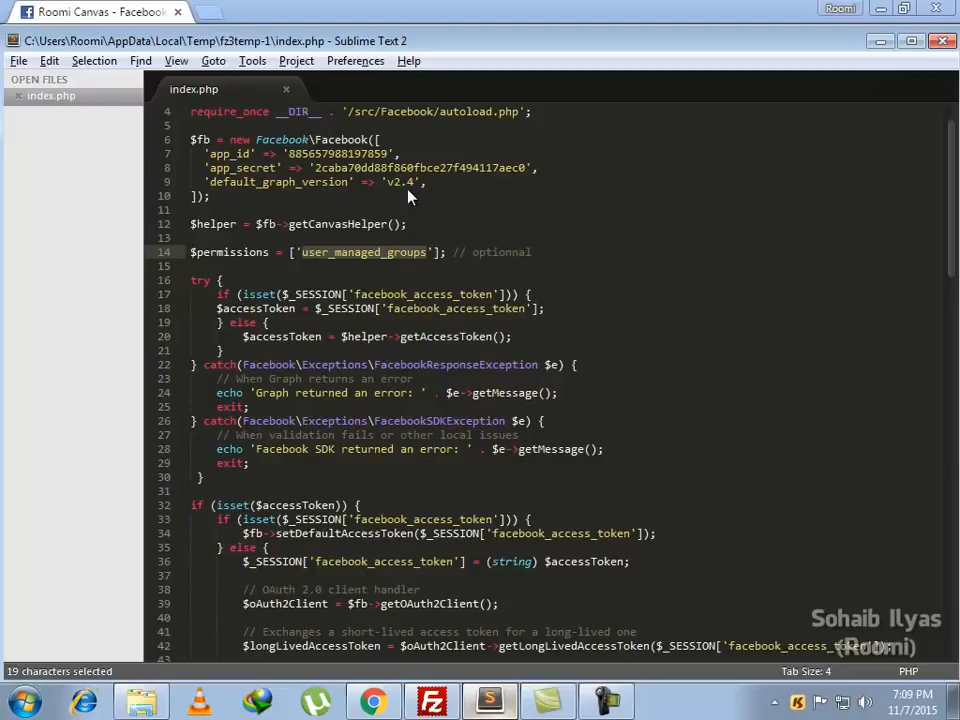 Roomi Canvas - Facebook ×
Roomi
C:\Users\Roomi\AppData\Local\Temp\fz3temp-1\index.php - Sublime Text 2
File Edit Selection Find View Goto Tools Project Preferences Help
OPEN FILES
× index.php
index.php ×
4 require_once __DIR__ . '/src/Facebook/autoload.php';
5
6 $fb = new Facebook\Facebook([
7 'app_id' => '885657988197859',
8 'app_secret' => '2caba70dd88f860fbce27f494117aec0',
9 'default_graph_version' => 'v2.4',
10 ]);
11
12 $helper = $fb->getCanvasHelper();
13
14 $permissions = ['user_managed_groups']; // optionnal
15
16 try {
17 if (isset($_SESSION['facebook_access_token'])) {
18 $accessToken = $_SESSION['facebook_access_token'];
19 } else {
20 $accessToken = $helper->getAccessToken();
21 }
22 } catch(Facebook\Exceptions\FacebookResponseException $e) {
23 // When Graph returns an error
24 echo 'Graph returned an error: ' . $e->getMessage();
25 exit;
26 } catch(Facebook\Exceptions\FacebookSDKException $e) {
27 // When validation fails or other local issues
28 echo 'Facebook SDK returned an error: ' . $e->getMessage();
29 exit;
30 }
31
32 if (isset($accessToken)) {
33 if (isset($_SESSION['facebook_access_token'])) {
34 $fb->setDefaultAccessToken($_SESSION['facebook_access_token']);
35 } else {
36 $_SESSION['facebook_access_token'] = (string) $accessToken;
37
38 // OAuth 2.0 client handler
39 $oAuth2Client = $fb->getOAuth2Client();
40
41 // Exchanges a short-lived access token for a long-lived one
42 $longLivedAccessToken = $oAuth2Client->getLongLivedAccessToken($_SESSION['facebook_access_token']);
43
Sohaib Ilyas
(Roomi)
19 characters selected
Tab Size: 4
PHP
7:09 PM
11/7/2015